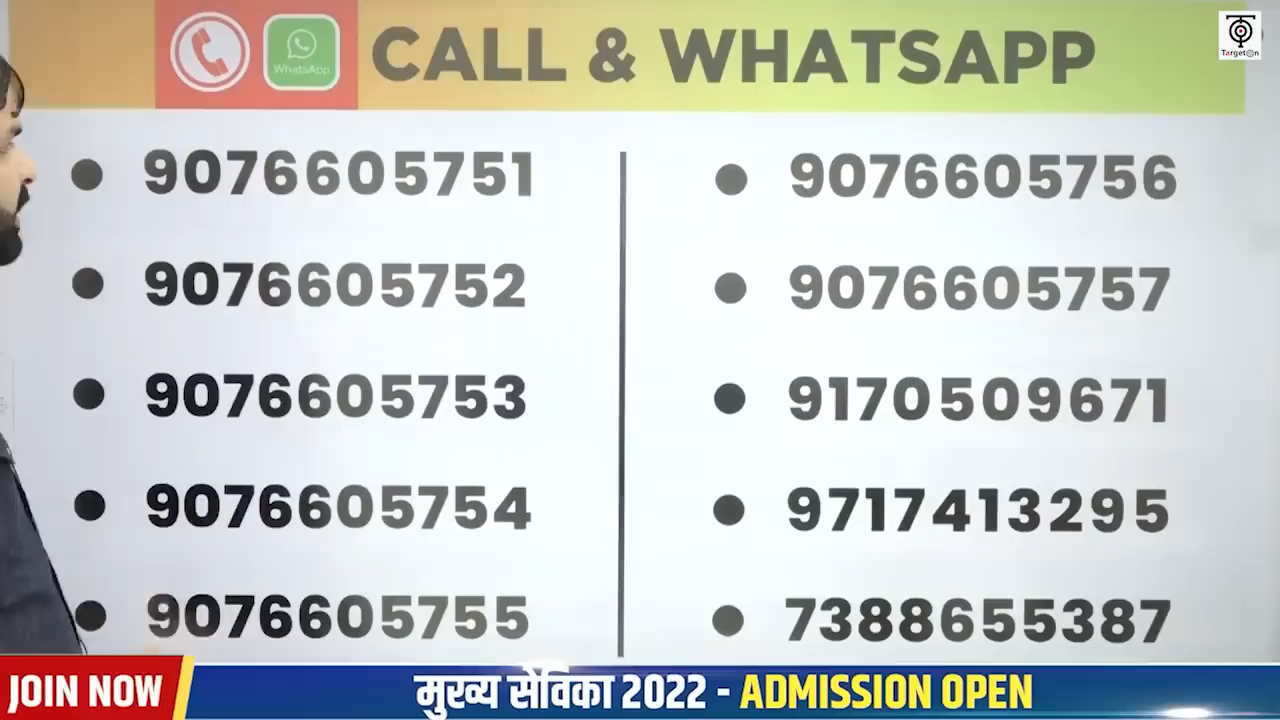 CALL & WHATSAPP
WhatsApp
Target@n
9076605751
9076605752
9076605753
9076605754
9076605755
9076605756
9076605757
9170509671
9717413295
7388655387
JOIN NOW
मुख्य सेविका 2022 - ADMISSION OPEN